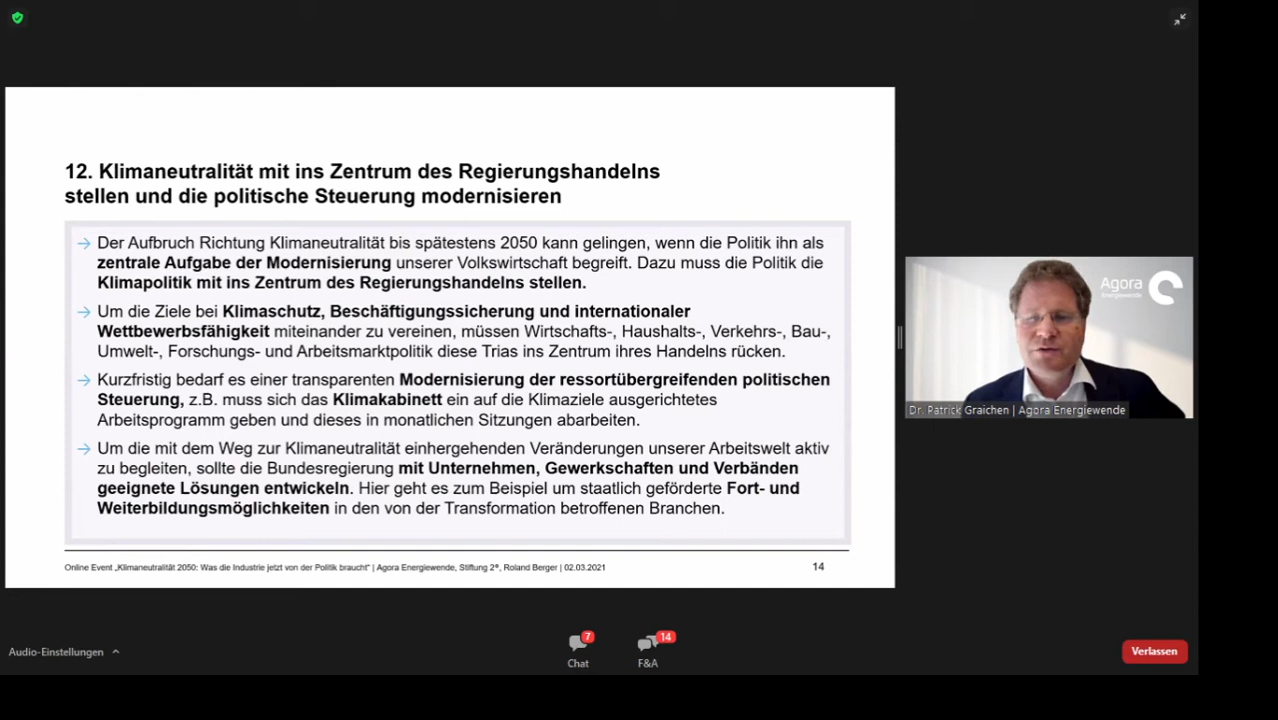 12. Klimaneutralität mit ins Zentrum des Regierungshandelns
stellen und die politische Steuerung modernisieren
→ Der Aufbruch Richtung Klimaneutralität bis spätestens 2050 kann gelingen, wenn die Politik ihn als
zentrale Aufgabe der Modernisierung unserer Volkswirtschaft begreift. Dazu muss die Politik die
Klimapolitik mit ins Zentrum des Regierungshandelns stellen.
→ Um die Ziele bei Klimaschutz, Beschäftigungssicherung und internationaler
Wettbewerbsfähigkeit miteinander zu vereinen, müssen Wirtschafts-, Haushalts-, Verkehrs-, Bau-,
Umwelt-, Forschungs- und Arbeitsmarktpolitik diese Trias ins Zentrum ihres Handelns rücken.
→ Kurzfristig bedarf es einer transparenten Modernisierung der ressortübergreifenden politischen
Steuerung, z.B. muss sich das Klimakabinett ein auf die Klimaziele ausgerichtetes
Arbeitsprogramm geben und dieses in monatlichen Sitzungen abarbeiten.
→ Um die mit dem Weg zur Klimaneutralität einhergehenden Veränderungen unserer Arbeitswelt aktiv
zu begleiten, sollte die Bundesregierung mit Unternehmen, Gewerkschaften und Verbänden
geeignete Lösungen entwickeln. Hier geht es zum Beispiel um staatlich geförderte Fort- und
Weiterbildungsmöglichkeiten in den von der Transformation betroffenen Branchen.
Online Event „Klimaneutralität 2050: Was die Industrie jetzt von der Politik braucht“ | Agora Energiewende, Stiftung 2°, Roland Berger | 02.03.2021
14
Agora
Energiewende
Dr. Patrick Graichen | Agora Energiewende
Audio-Einstellungen
7
Chat
14
F&A
Verlassen